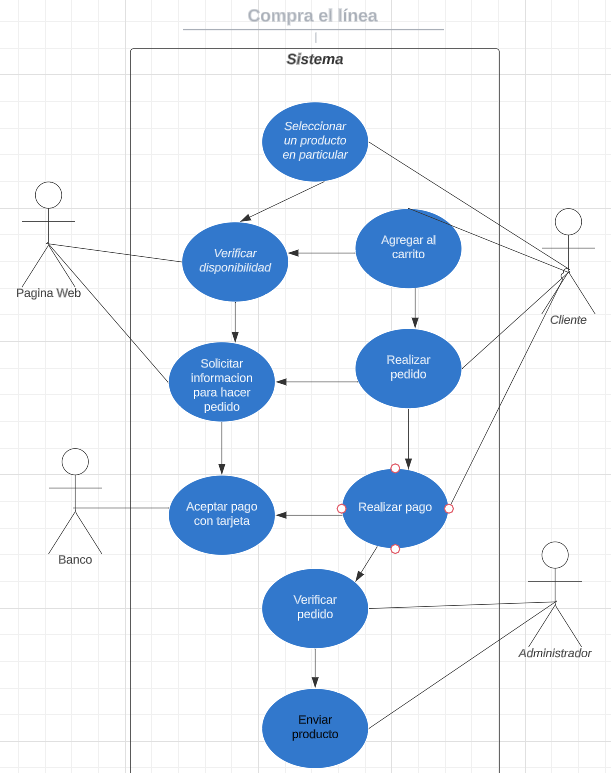 Compra el línea
Sistema
Seleccionar
un producto
en particular
Verificar
disponibilidad
Agregar al
carrito
Pagina Web
Cliente
Solicitar
informacion
para hacer
pedido
Realizar
pedido
Aceptar pago
con tarjeta
Realizar pago
Banco
Verificar
pedido
Administrador
Enviar
producto